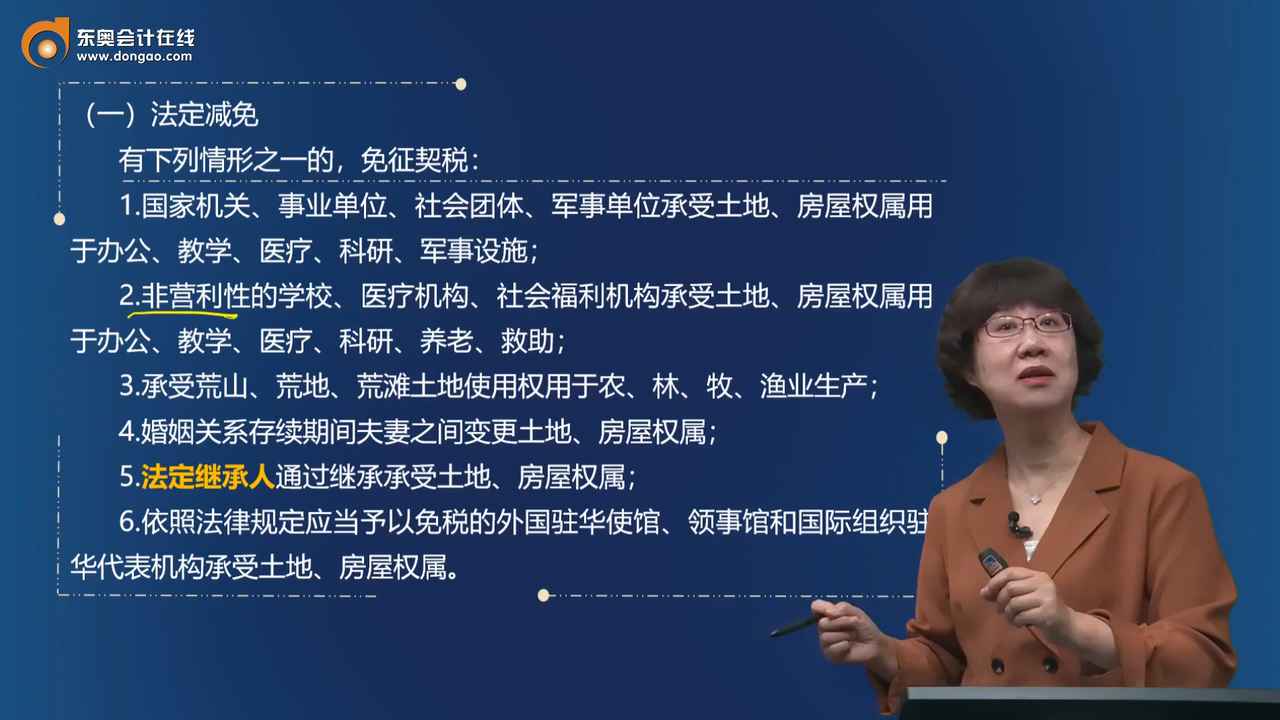 东奥会计在线
www.dongao.com
（一）法定减免
有下列情形之一的，免征契税：
1.国家机关、事业单位、社会团体、军事单位承受土地、房屋权属用
于办公、教学、医疗、科研、军事设施；
2.非营利性的学校、医疗机构、社会福利机构承受土地、房屋权属用
于办公、教学、医疗、科研、养老、救助；
3.承受荒山、荒地、荒滩土地使用权用于农、林、牧、渔业生产；
4.婚姻关系存续期间夫妻之间变更土地、房屋权属；
5.法定继承人通过继承承受土地、房屋权属；
6.依照法律规定应当予以免税的外国驻华使馆、领事馆和国际组织驻
华代表机构承受土地、房屋权属。